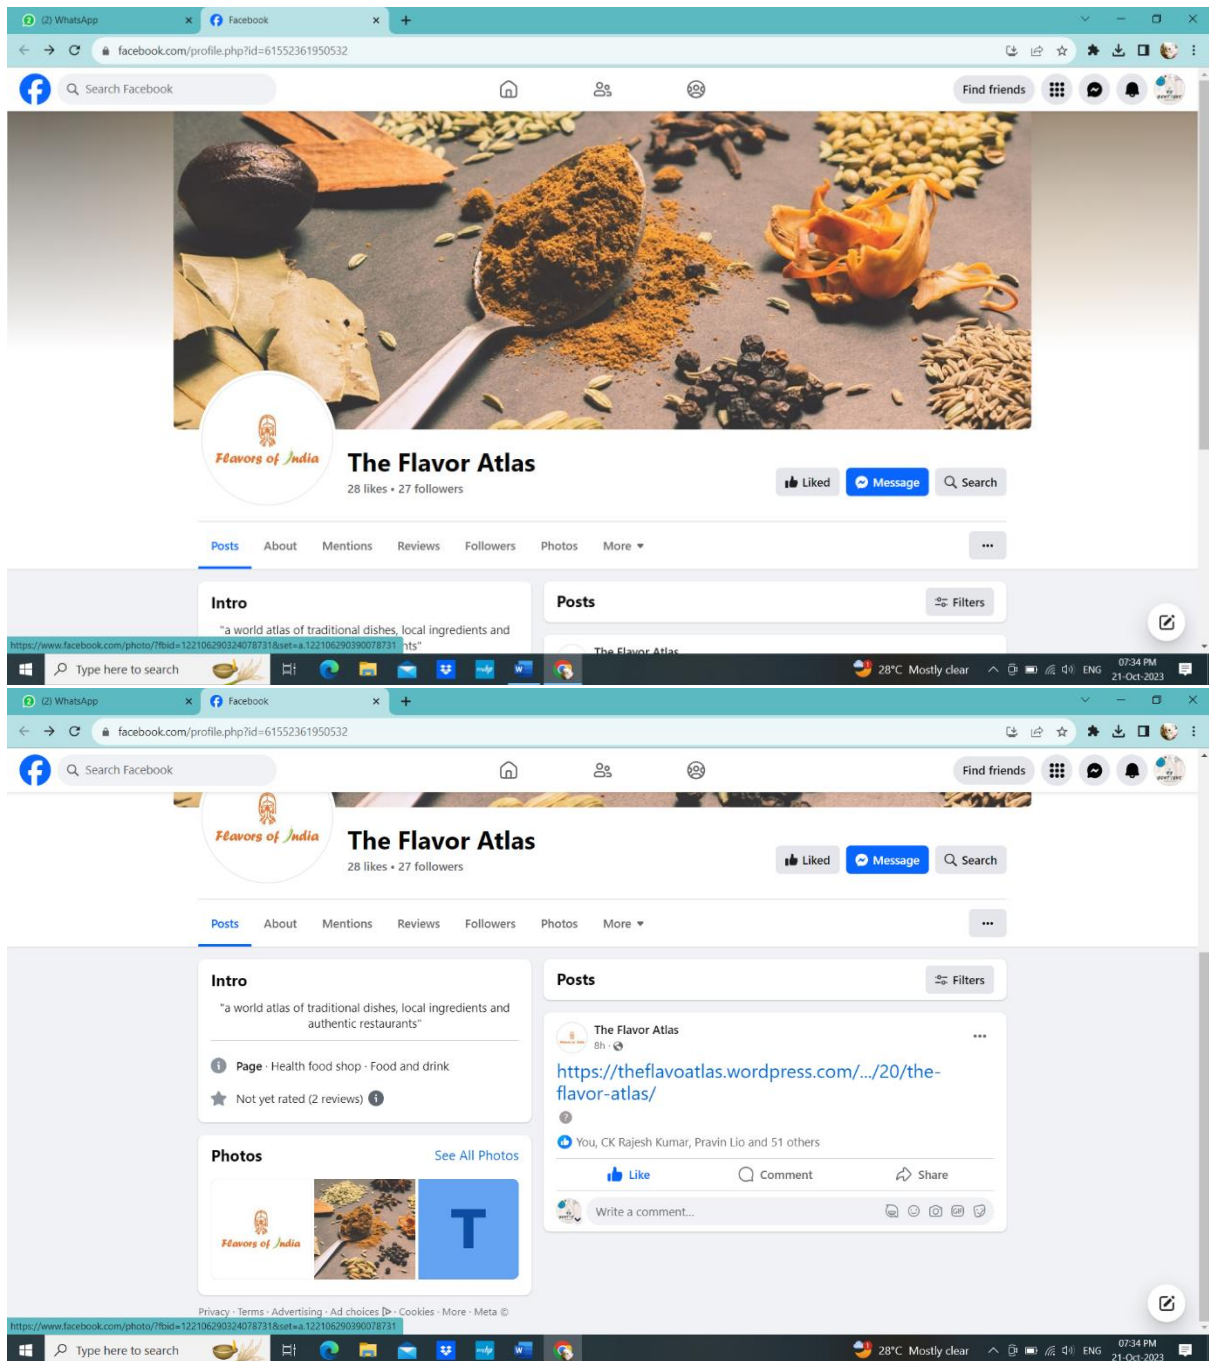 (2) WhatsApp
Facebook
facebook.com/profile.php?id=61552361950532
Search Facebook
Find friends
Flavors of India
The Flavor Atlas
28 likes • 27 followers
Liked
Message
Search
Posts
About
Mentions
Reviews
Followers
Photos
More
Intro
"a world atlas of traditional dishes, local ingredients and
nts"
Posts
Filters
The Flavor Atlas
https://www.facebook.com/photo/?fbid=122106290324078731&set=a.122106290390078731
Type here to search
28°C Mostly clear
ENG
07:34 PM
21-Oct-2023
(2) WhatsApp
Facebook
facebook.com/profile.php?id=61552361950532
Search Facebook
Find friends
Flavors of India
The Flavor Atlas
28 likes • 27 followers
Liked
Message
Search
Posts
About
Mentions
Reviews
Followers
Photos
More
Intro
"a world atlas of traditional dishes, local ingredients and
authentic restaurants"
Page · Health food shop · Food and drink
Not yet rated (2 reviews)
Photos
See All Photos
Flavors of India
T
Privacy · Terms · Advertising · Ad choices · Cookies · More · Meta ©
Posts
Filters
The Flavor Atlas
8h
https://theflavoatlas.wordpress.com/.../20/the-
flavor-atlas/
You, CK Rajesh Kumar, Pravin Lio and 51 others
Like
Comment
Share
Write a comment...
GIF
https://www.facebook.com/photo/?fbid=122106290324078731&set=a.122106290390078731
Type here to search
28°C Mostly clear
ENG
07:34 PM
21-Oct-2023